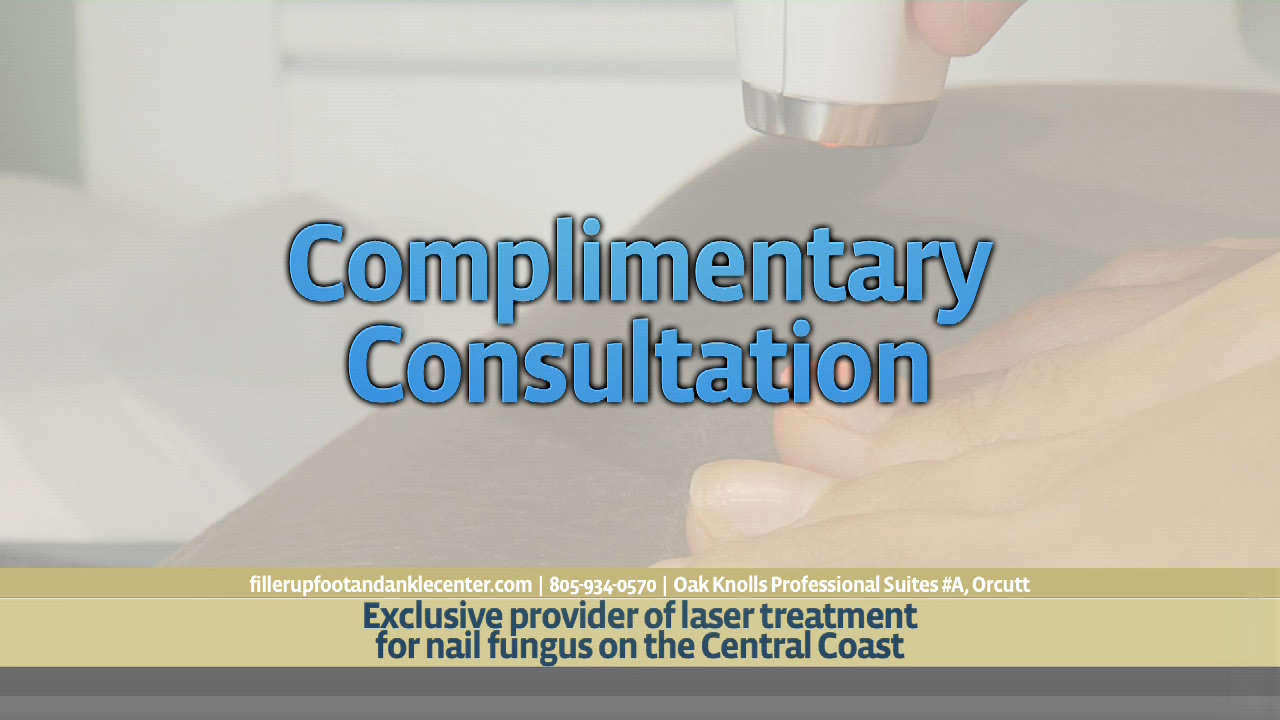 Complimentary
Consultation
fillerupfootandanklecenter.com | 805-934-0570 | Oak Knolls Professional Suites #A, Orcutt
Exclusive provider of laser treatment
for nail fungus on the Central Coast